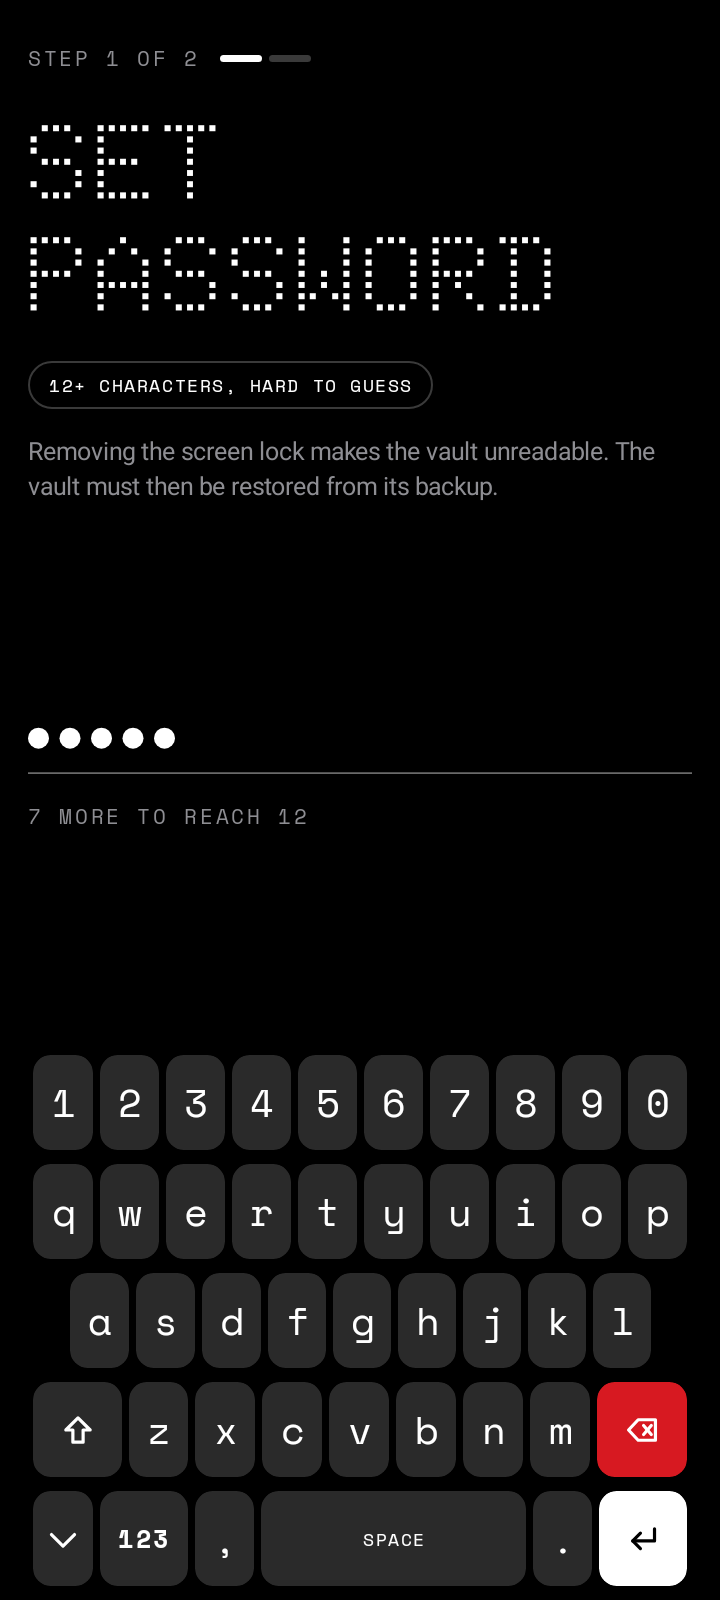 STEP 1 OF 2
SET
PASSWORD
12+ CHARACTERS, HARD TO GUESS
Removing the screen lock makes the vault unreadable. The
vault must then be restored from its backup.
7 MORE TO REACH 12
1 2 3 4 5 6 7 8 9 0
q w e r t y u i o p
a s d f g h j k l
z x c v b n m
123 , SPACE .